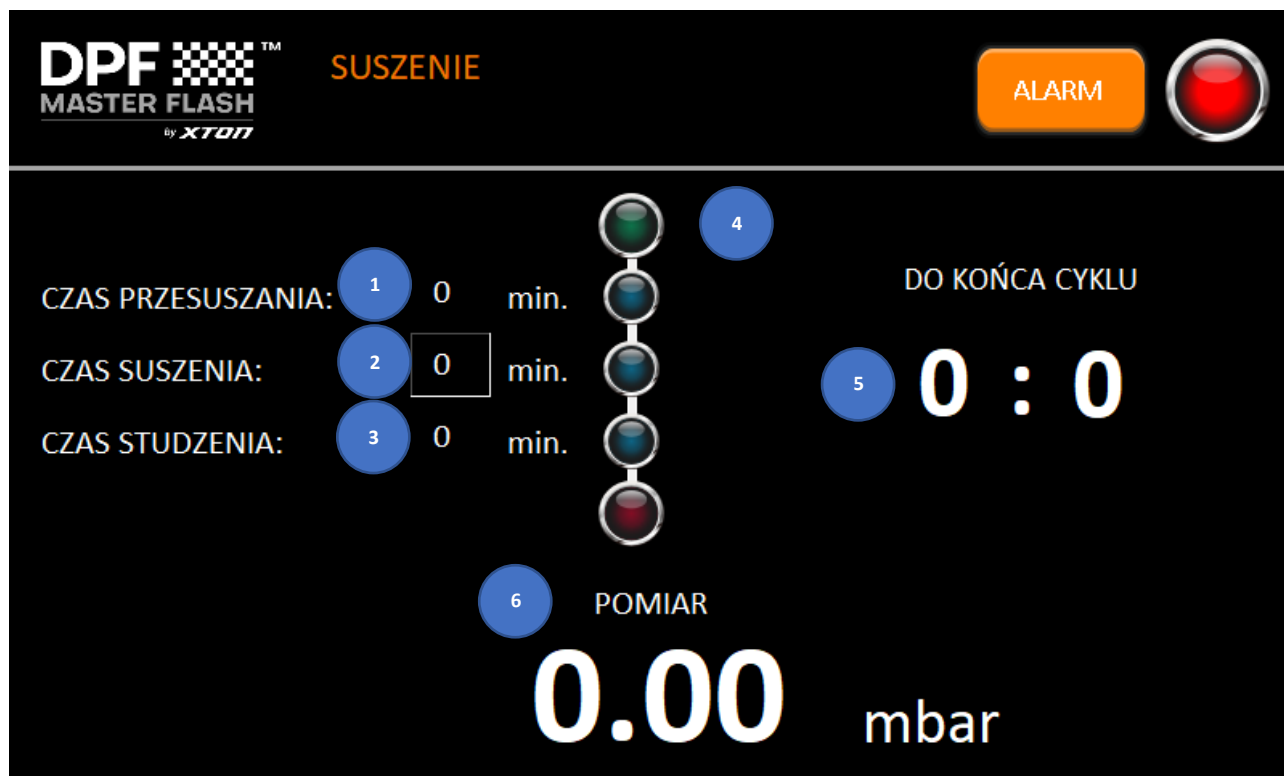 DPF ™
MASTER FLASH
By XTON
SUSZENIE
ALARM
4
CZAS PRZESUSZANIA: 1 0 min.
CZAS SUSZENIA: 2 0 min.
CZAS STUDZENIA: 3 0 min.
DO KOŃCA CYKLU
5 0 : 0
6 POMIAR
0.00 mbar